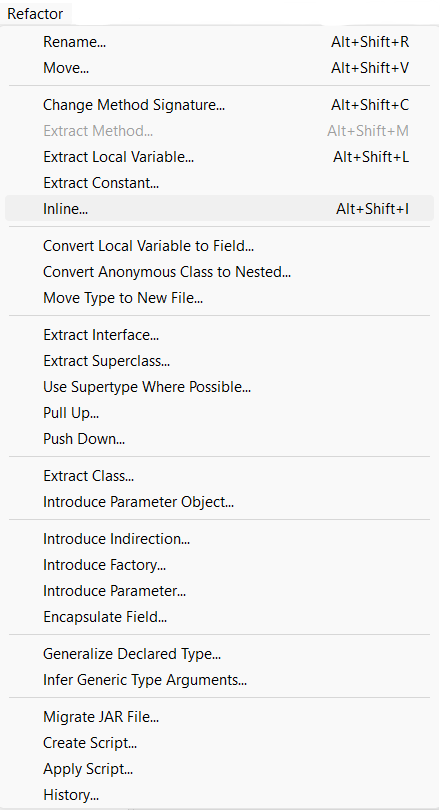 Refactor
Rename... Alt+Shift+R
Move... Alt+Shift+V
Change Method Signature... Alt+Shift+C
Extract Method... Alt+Shift+M
Extract Local Variable... Alt+Shift+L
Extract Constant...
Inline... Alt+Shift+I
Convert Local Variable to Field...
Convert Anonymous Class to Nested...
Move Type to New File...
Extract Interface...
Extract Superclass...
Use Supertype Where Possible...
Pull Up...
Push Down...
Extract Class...
Introduce Parameter Object...
Introduce Indirection...
Introduce Factory...
Introduce Parameter...
Encapsulate Field...
Generalize Declared Type...
Infer Generic Type Arguments...
Migrate JAR File...
Create Script...
Apply Script...
History...